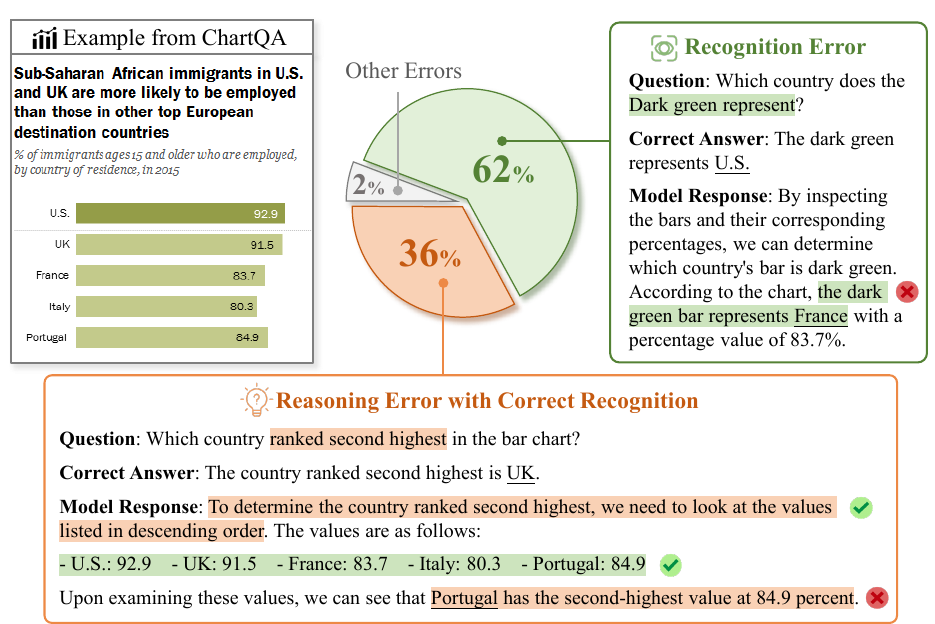 Example from ChartQA
Sub-Saharan African immigrants in U.S.
and UK are more likely to be employed
than those in other top European
destination countries
% of immigrants ages 15 and older who are employed,
by country of residence, in 2015
U.S. 92.9
UK 91.5
France 83.7
Italy 80.3
Portugal 84.9
Other Errors
62%
2%
36%
Recognition Error
Question: Which country does the
Dark green represent?
Correct Answer: The dark green
represents U.S.
Model Response: By inspecting
the bars and their corresponding
percentages, we can determine
which country's bar is dark green.
According to the chart, the dark
green bar represents France with a
percentage value of 83.7%.
Reasoning Error with Correct Recognition
Question: Which country ranked second highest in the bar chart?
Correct Answer: The country ranked second highest is UK.
Model Response: To determine the country ranked second highest, we need to look at the values
listed in descending order. The values are as follows:
- U.S.: 92.9 - UK: 91.5 - France: 83.7 - Italy: 80.3 - Portugal: 84.9
Upon examining these values, we can see that Portugal has the second-highest value at 84.9 percent.